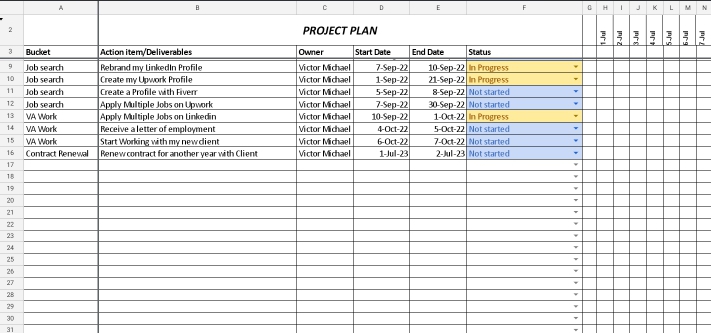 A B C D E F G H I J K L M N
2 PROJECT PLAN 1-Jul 2-Jul 3-Jul 4-Jul 5-Jul 6-Jul 7-Jul
3 Bucket Action item/Deliverables Owner Start Date End Date Status
9 Job search Rebrand my LinkedIn Profile Victor Michael 7-Sep-22 10-Sep-22 In Progress
10 Job search Create my Upwork Profile Victor Michael 1-Sep-22 21-Sep-22 In Progress
11 Job search Create a Profile with Fiverr Victor Michael 5-Sep-22 8-Sep-22 Not started
12 Job search Apply Multiple Jobs on Upwork Victor Michael 7-Sep-22 30-Sep-22 Not started
13 VA Work Apply Multiple Jobs on Linkedin Victor Michael 10-Sep-22 1-Oct-22 In Progress
14 VA Work Receive a letter of employment Victor Michael 4-Oct-22 5-Oct-22 Not started
15 VA Work Start Working with my new client Victor Michael 6-Oct-22 7-Oct-22 Not started
16 Contract Renewal Renew contract for another year with Client Victor Michael 1-Jul-23 2-Jul-23 Not started
17
18
19
20
21
22
23
24
25
26
27
28
29
30
31